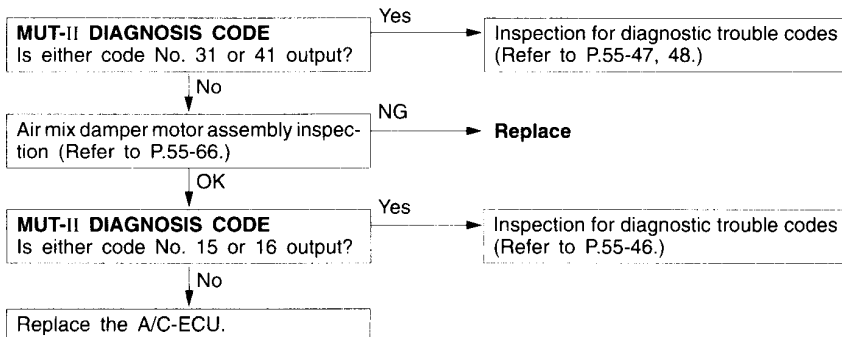 MUT-II DIAGNOSIS CODE
Is either code No. 31 or 41 output?
Yes
Inspection for diagnostic trouble codes
(Refer to P.55-47, 48.)
No
Air mix damper motor assembly inspec-
tion (Refer to P.55-66.)
NG
Replace
OK
MUT-II DIAGNOSIS CODE
Is either code No. 15 or 16 output?
Yes
Inspection for diagnostic trouble codes
(Refer to P.55-46.)
No
Replace the A/C-ECU.